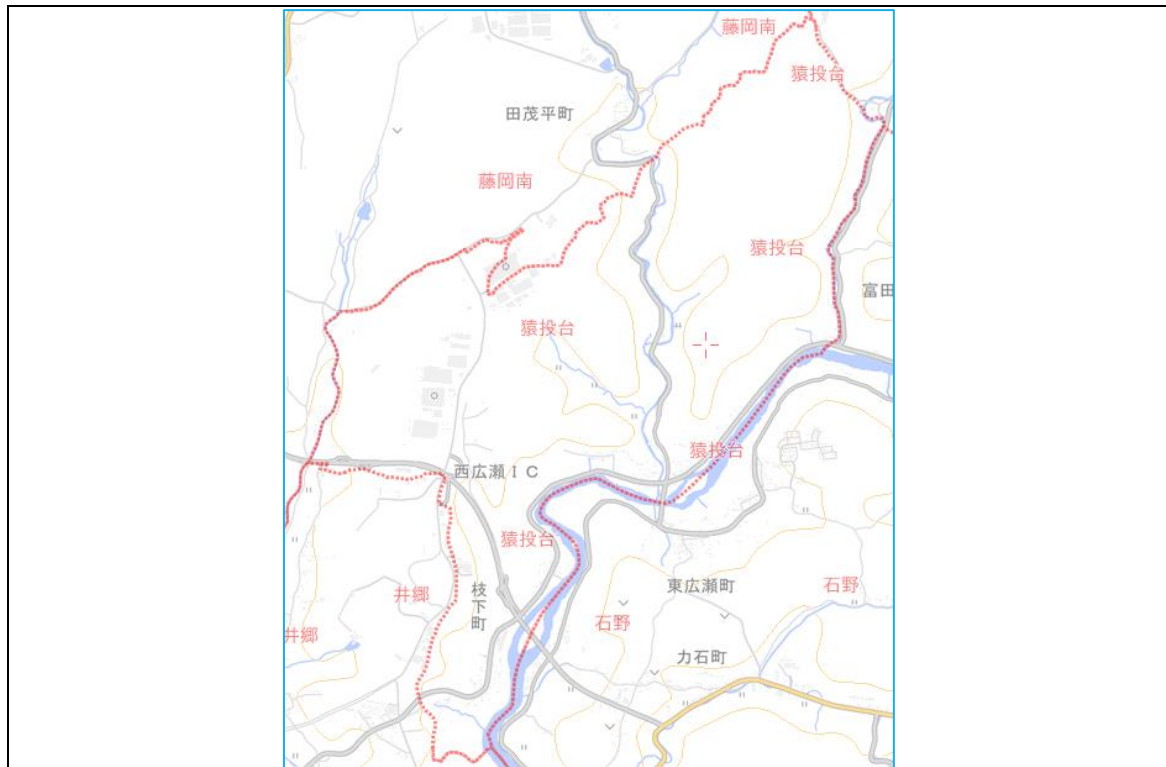 藤岡南
猿投台
田茂平町
藤岡南
猿投台
富田
猿投台
猿投台
西広瀬IC
猿投台
東広瀬町
石野
枝下町
井郷
石野
井郷
力石町